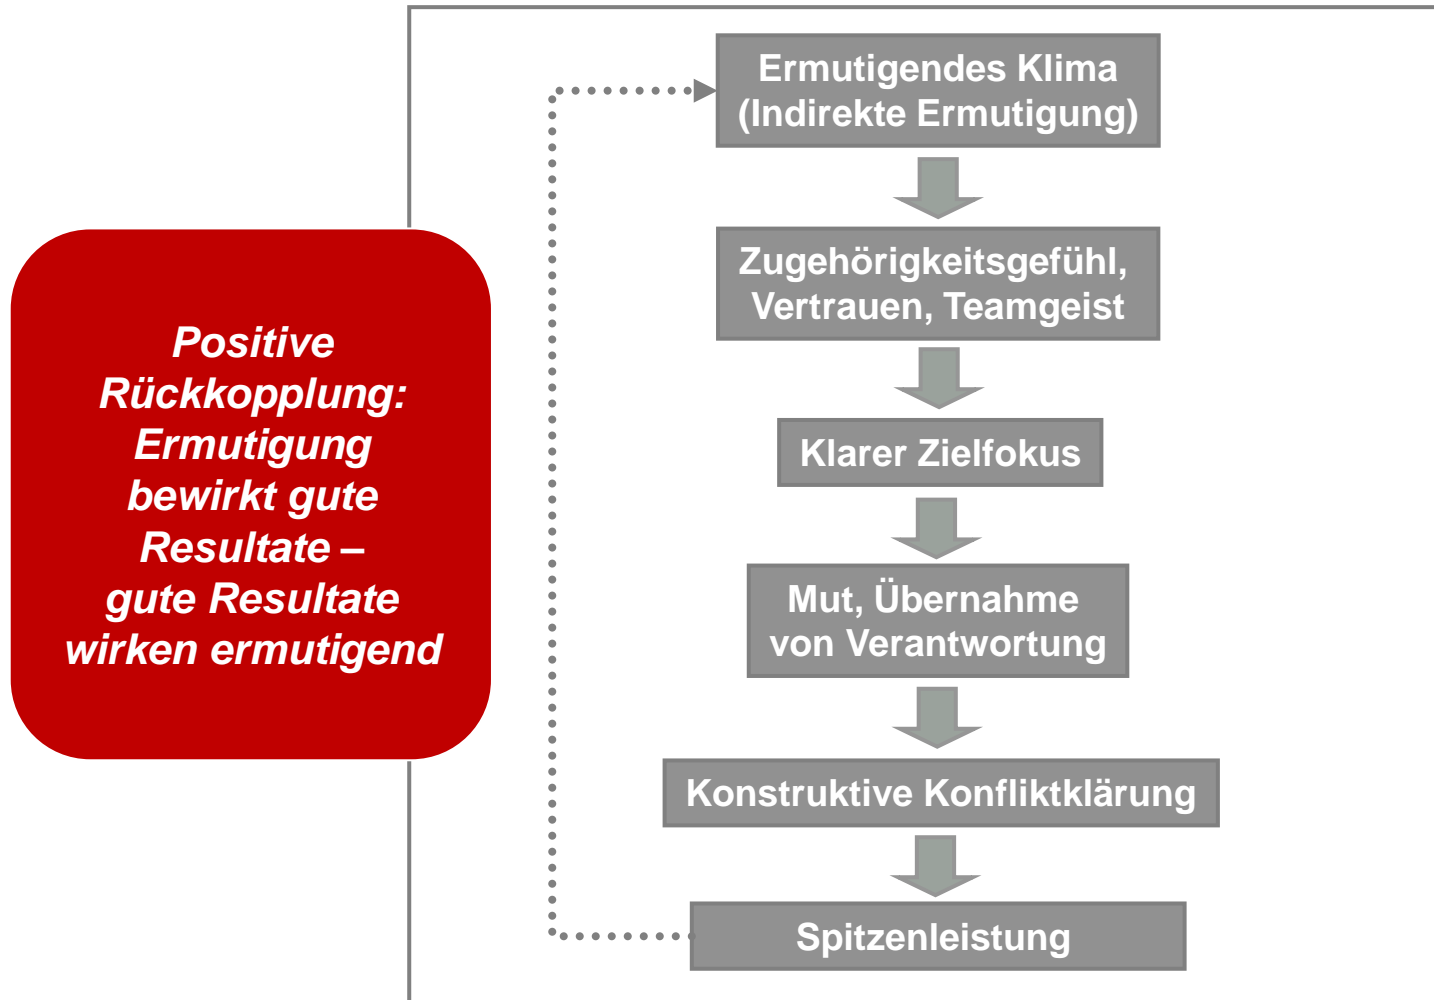 Ermutigendes Klima
(Indirekte Ermutigung)
Zugehörigkeitsgefühl,
Vertrauen, Teamgeist
Klarer Zielfokus
Mut, Übernahme
von Verantwortung
Konstruktive Konfliktklärung
Spitzenleistung
Positive
Rückkopplung:
Ermutigung
bewirkt gute
Resultate –
gute Resultate
wirken ermutigend